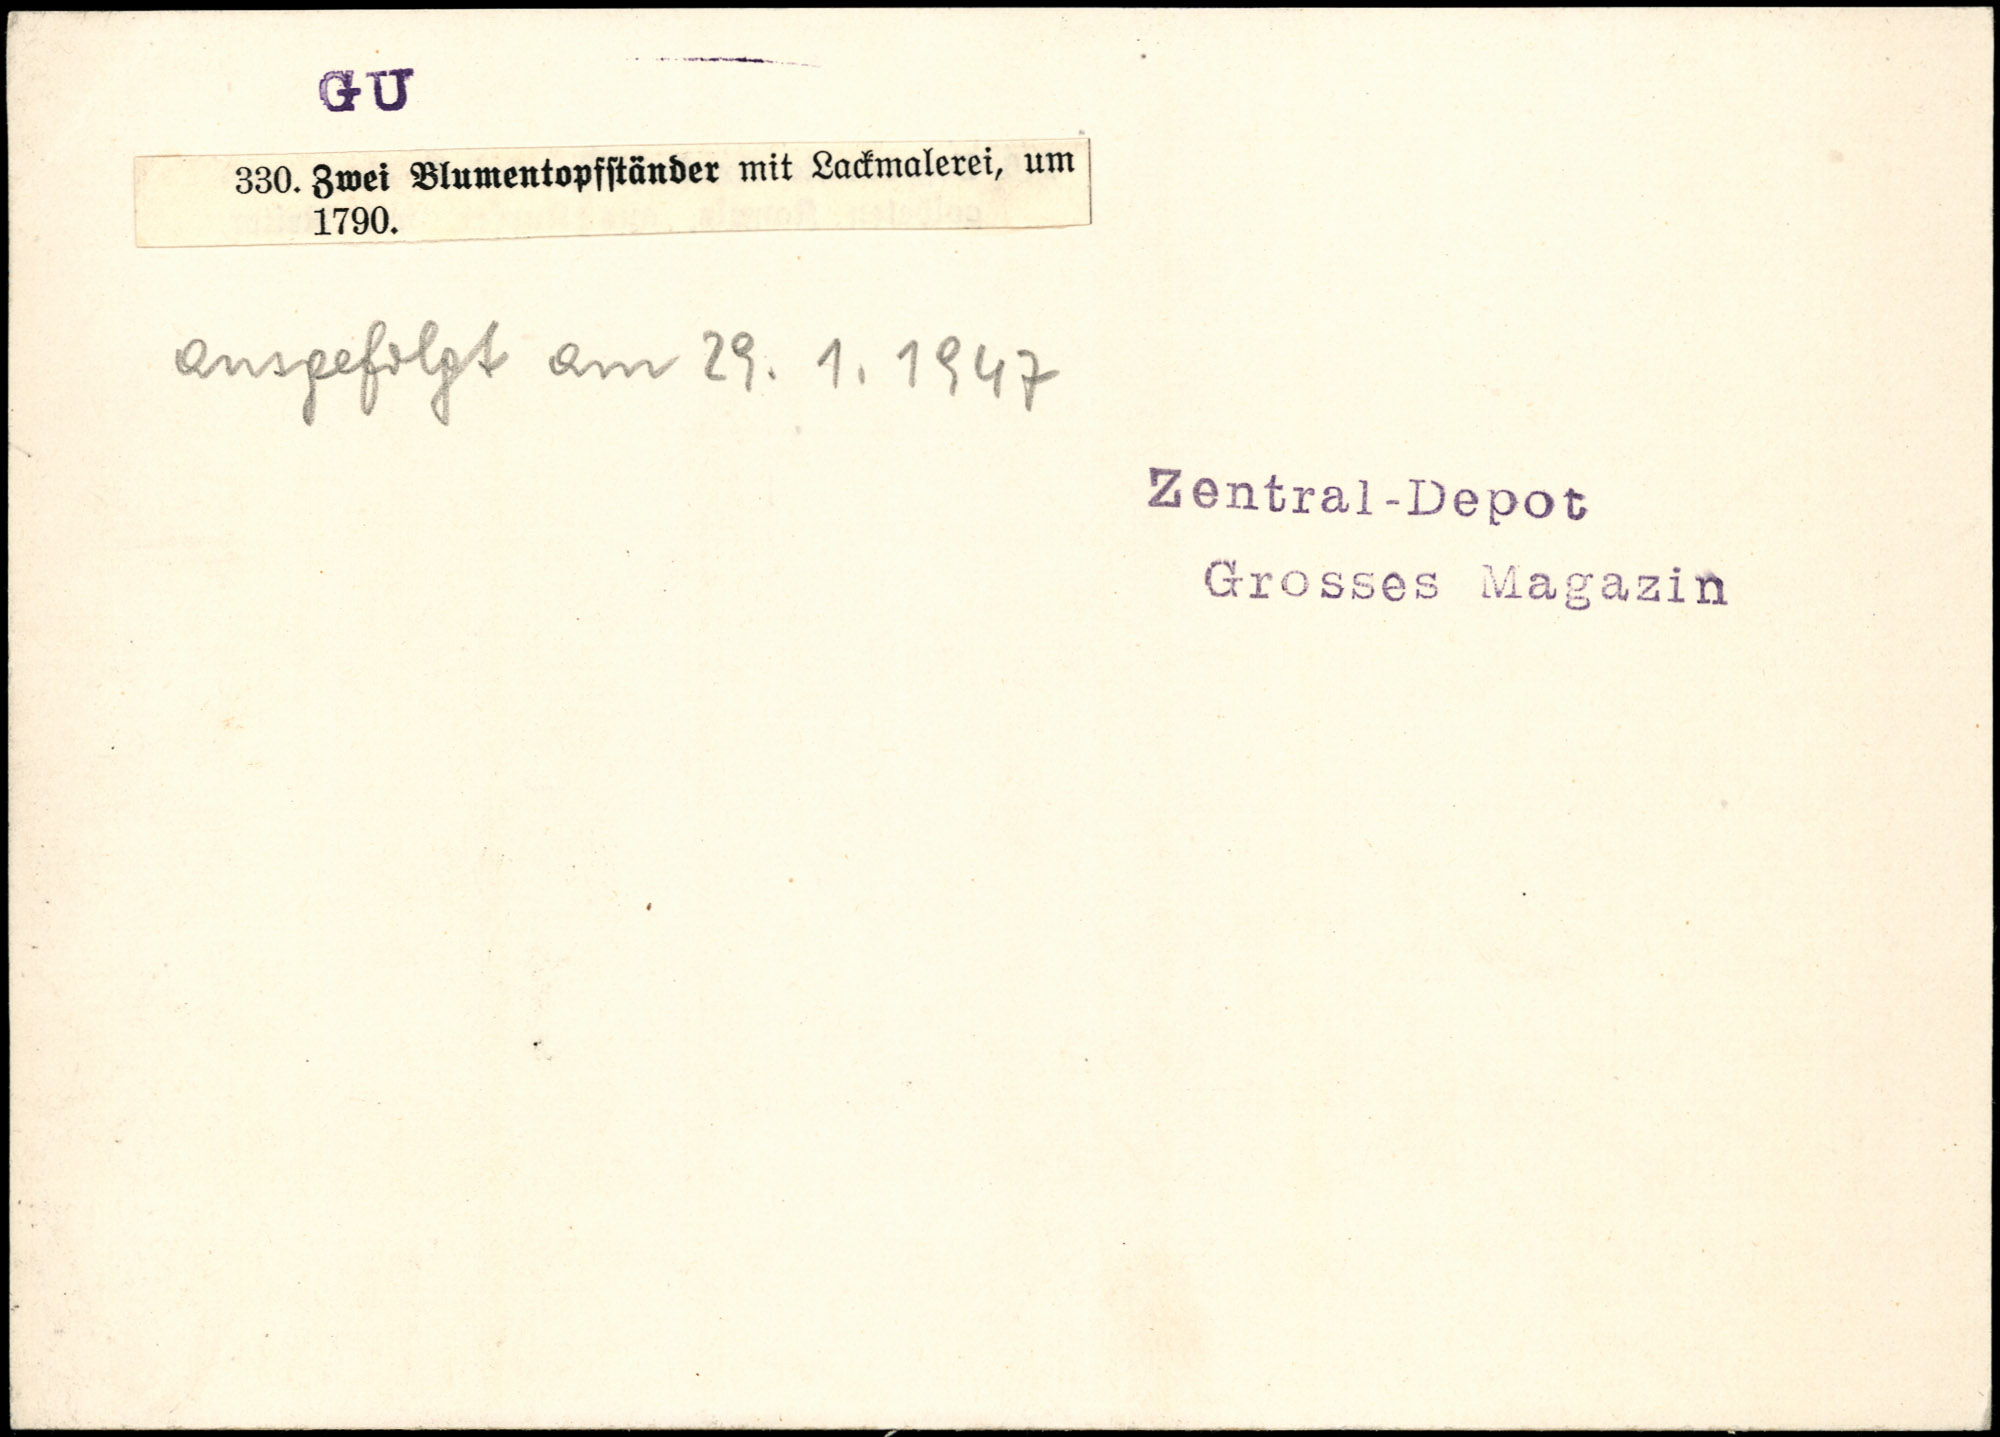 GU
330. Zwei Blumentopfständer mit Lackmalerei, um
1790.
ausgefolgt am 29. 1. 1947
Zentral-Depot
Grosses Magazin